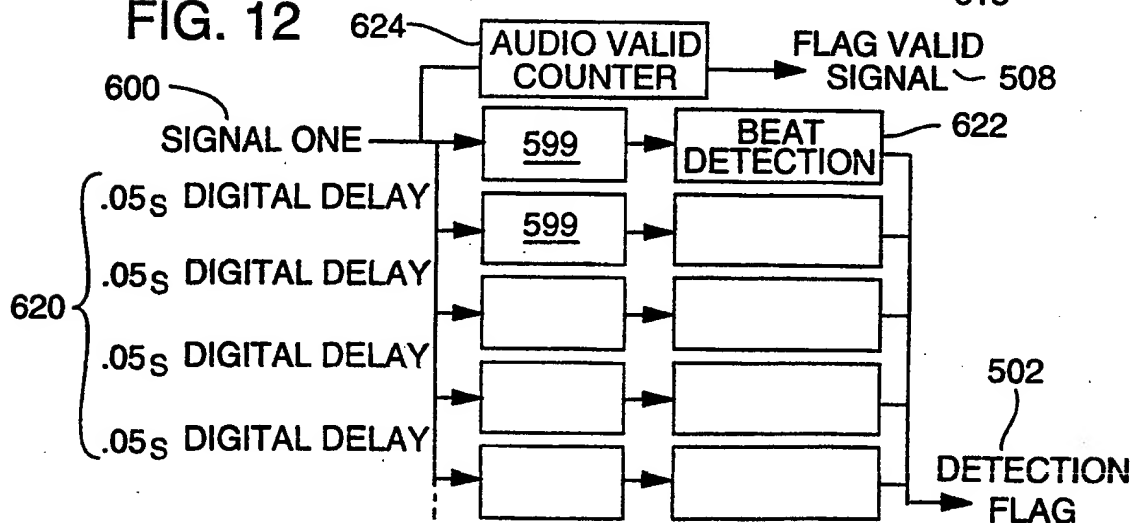 FIG. 12
624
AUDIO VALID
COUNTER
FLAG VALID
SIGNAL
508
600
SIGNAL ONE
599
BEAT
DETECTION
622
.05s DIGITAL DELAY
599
.05s DIGITAL DELAY
620
.05s DIGITAL DELAY
.05s DIGITAL DELAY
502
DETECTION
FLAG